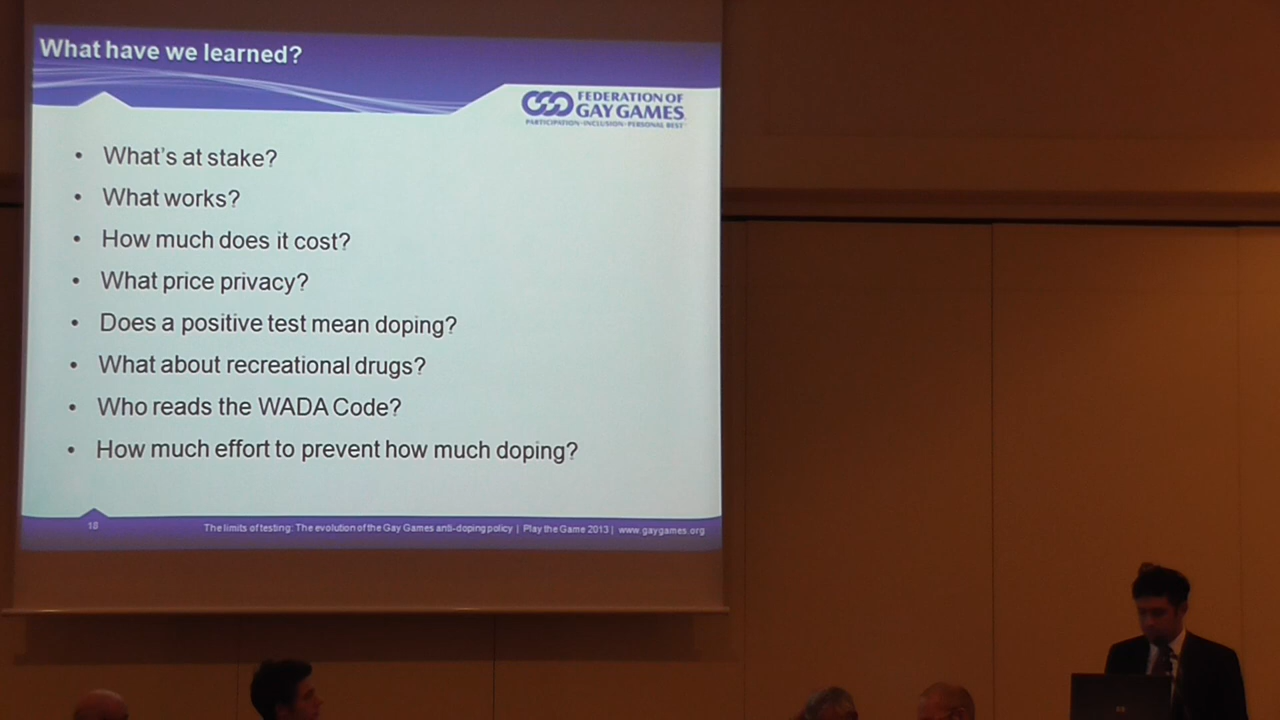 What have we learned?
FEDERATION OF
GAY GAMES
PARTICIPATION•INCLUSION•PERSONAL BEST
• What's at stake?
• What works?
• How much does it cost?
• What price privacy?
• Does a positive test mean doping?
• What about recreational drugs?
• Who reads the WADA Code?
• How much effort to prevent how much doping?
18
The limits of testing: The evolution of the Gay Games anti-doping policy | Play the Game 2013 | www.gaygames.org